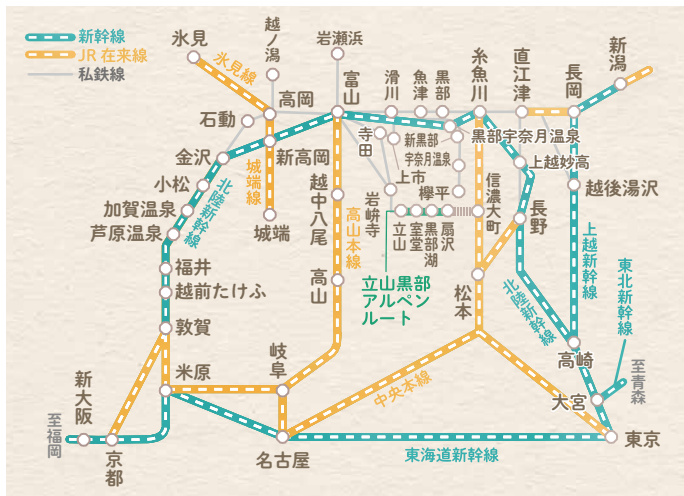 新幹線
JR 在来線
私鉄線
氷見
氷見線
越ノ潟
岩瀬浜
富山
滑川
魚津
黒部
糸魚川
直江津
長岡
新潟
高岡
石動
新高岡
金沢
小松
加賀温泉
芦原温泉
北陸新幹線
福井
越前たけふ
敦賀
米原
城端線
城端
越中八尾
高山本線
高山
岐阜
寺田
新黒部
宇奈月温泉
黒部宇奈月温泉
上市
欅平
岩峅寺
立山
室堂
黒部湖
扇沢
信濃大町
立山黒部
アルペン
ルート
上越妙高
越後湯沢
長野
上越新幹線
北陸新幹線
東北新幹線
松本
高崎
大宮
至青森
東京
中央本線
東海道新幹線
名古屋
新大阪
至福岡
京都